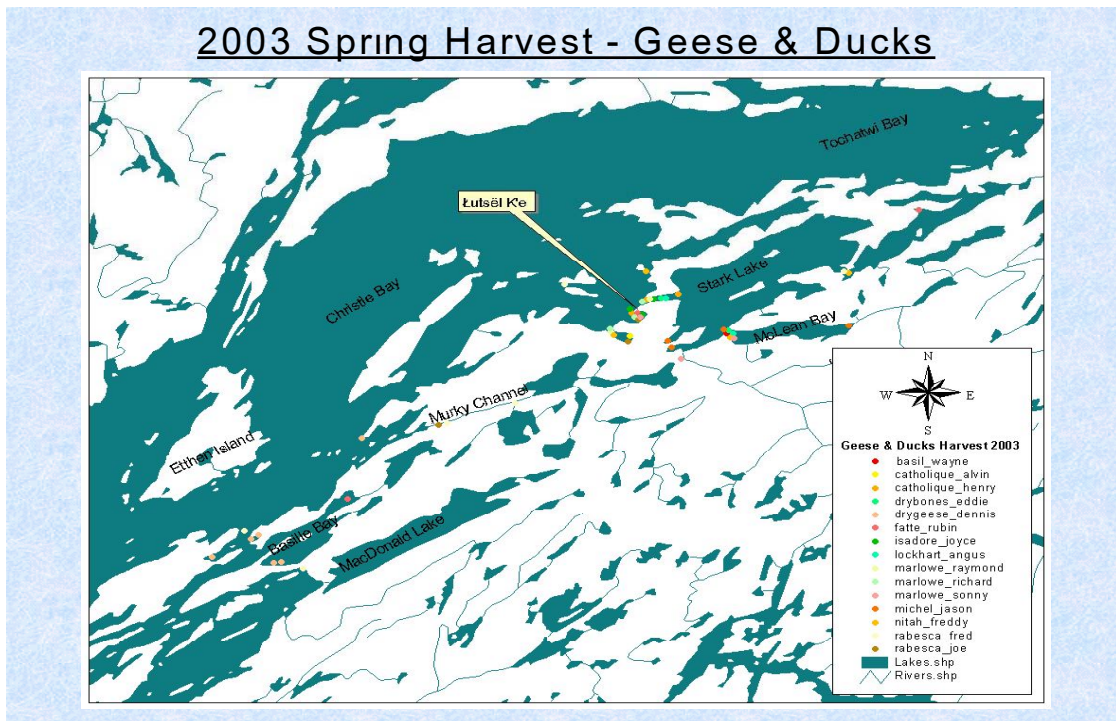 2003 Sprıng Harvest - Geese & Ducks
Tochatwi Bay
Łutsël K'e
Stark Lake
Christie Bay
McLean Bay
Murky Channel
Etthen Island
Basille Bay
MacDonald Lake
N
W E
S
Geese & Ducks Harvest 2003
basil_wayne
catholique_alvin
catholique_henry
drybones_eddie
drygeese_dennis
fatte_rubin
isadore_joyce
lockhart_angus
marlowe_raymond
marlowe_richard
marlowe_sonny
michel_jason
nitah_freddy
rabesca_fred
rabesca_joe
Lakes.shp
Rivers.shp